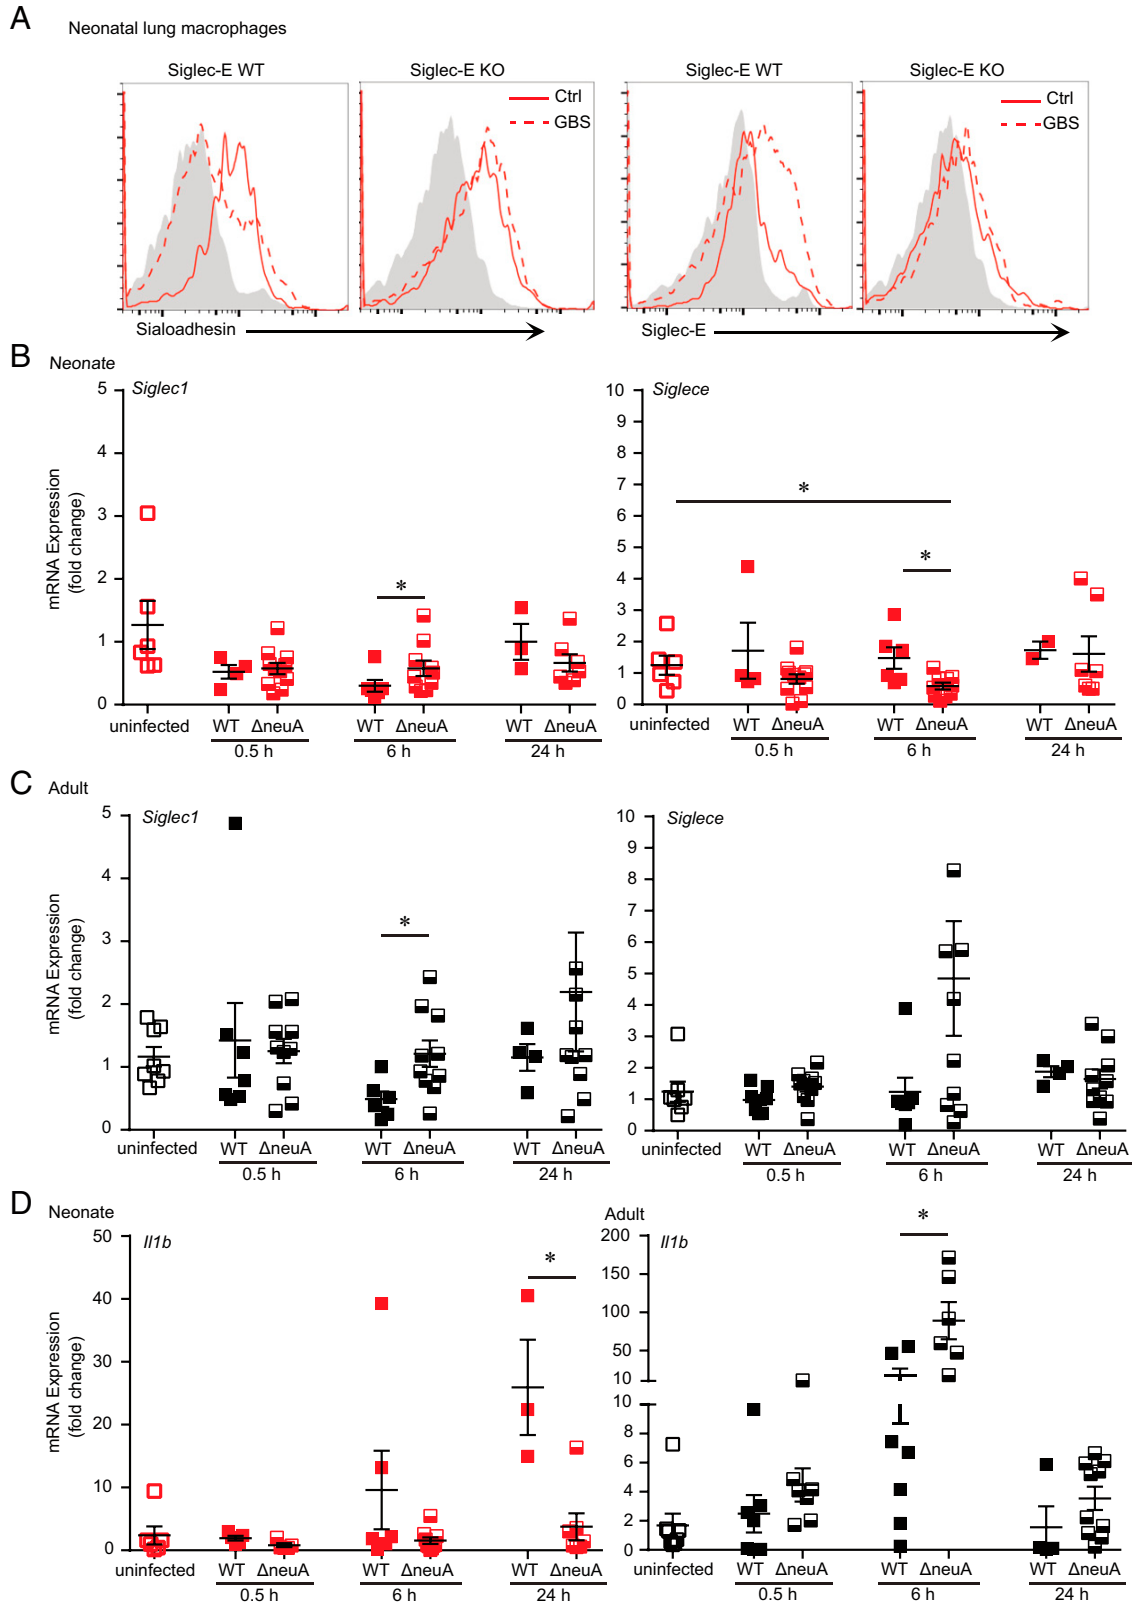 A
Neonatal lung macrophages
Siglec-E WT
Siglec-E KO
Siglec-E WT
Siglec-E KO
Ctrl
GBS
Ctrl
GBS
Sialoadhesin
Siglec-E
B
Neonate
Siglec1
mRNA Expression
(fold change)
5
4
3
2
1
0
*
uninfected
WT ΔneuA
0.5 h
WT ΔneuA
6 h
WT ΔneuA
24 h
Siglece
10
9
8
7
6
5
4
3
2
1
0
*
*
uninfected
WT ΔneuA
0.5 h
WT ΔneuA
6 h
WT ΔneuA
24 h
C
Adult
Siglec1
mRNA Expression
(fold change)
5
4
3
2
1
0
*
uninfected
WT ΔneuA
0.5 h
WT ΔneuA
6 h
WT ΔneuA
24 h
Siglece
10
9
8
7
6
5
4
3
2
1
0
uninfected
WT ΔneuA
0.5 h
WT ΔneuA
6 h
WT ΔneuA
24 h
D
Neonate
Il1b
mRNA Expression
(fold change)
50
40
30
20
10
0
*
uninfected
WT ΔneuA
0.5 h
WT ΔneuA
6 h
WT ΔneuA
24 h
Adult
Il1b
200
150
100
50
10
10
8
6
4
2
0
*
uninfected
WT ΔneuA
0.5 h
WT ΔneuA
6 h
WT ΔneuA
24 h